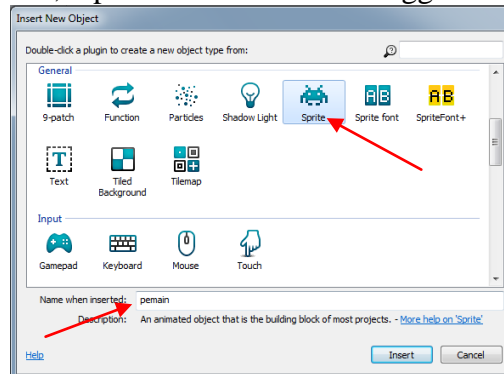 Insert New Object
Double-click a plugin to create a new object type from:
General
9-patch Function Particles Shadow Light Sprite Sprite font SpriteFont+
Text Tiled Background Tilemap
Input
Gamepad Keyboard Mouse Touch
Name when inserted: pemain
Description: An animated object that is the building block of most projects. - More help on 'Sprite'
Help Insert Cancel